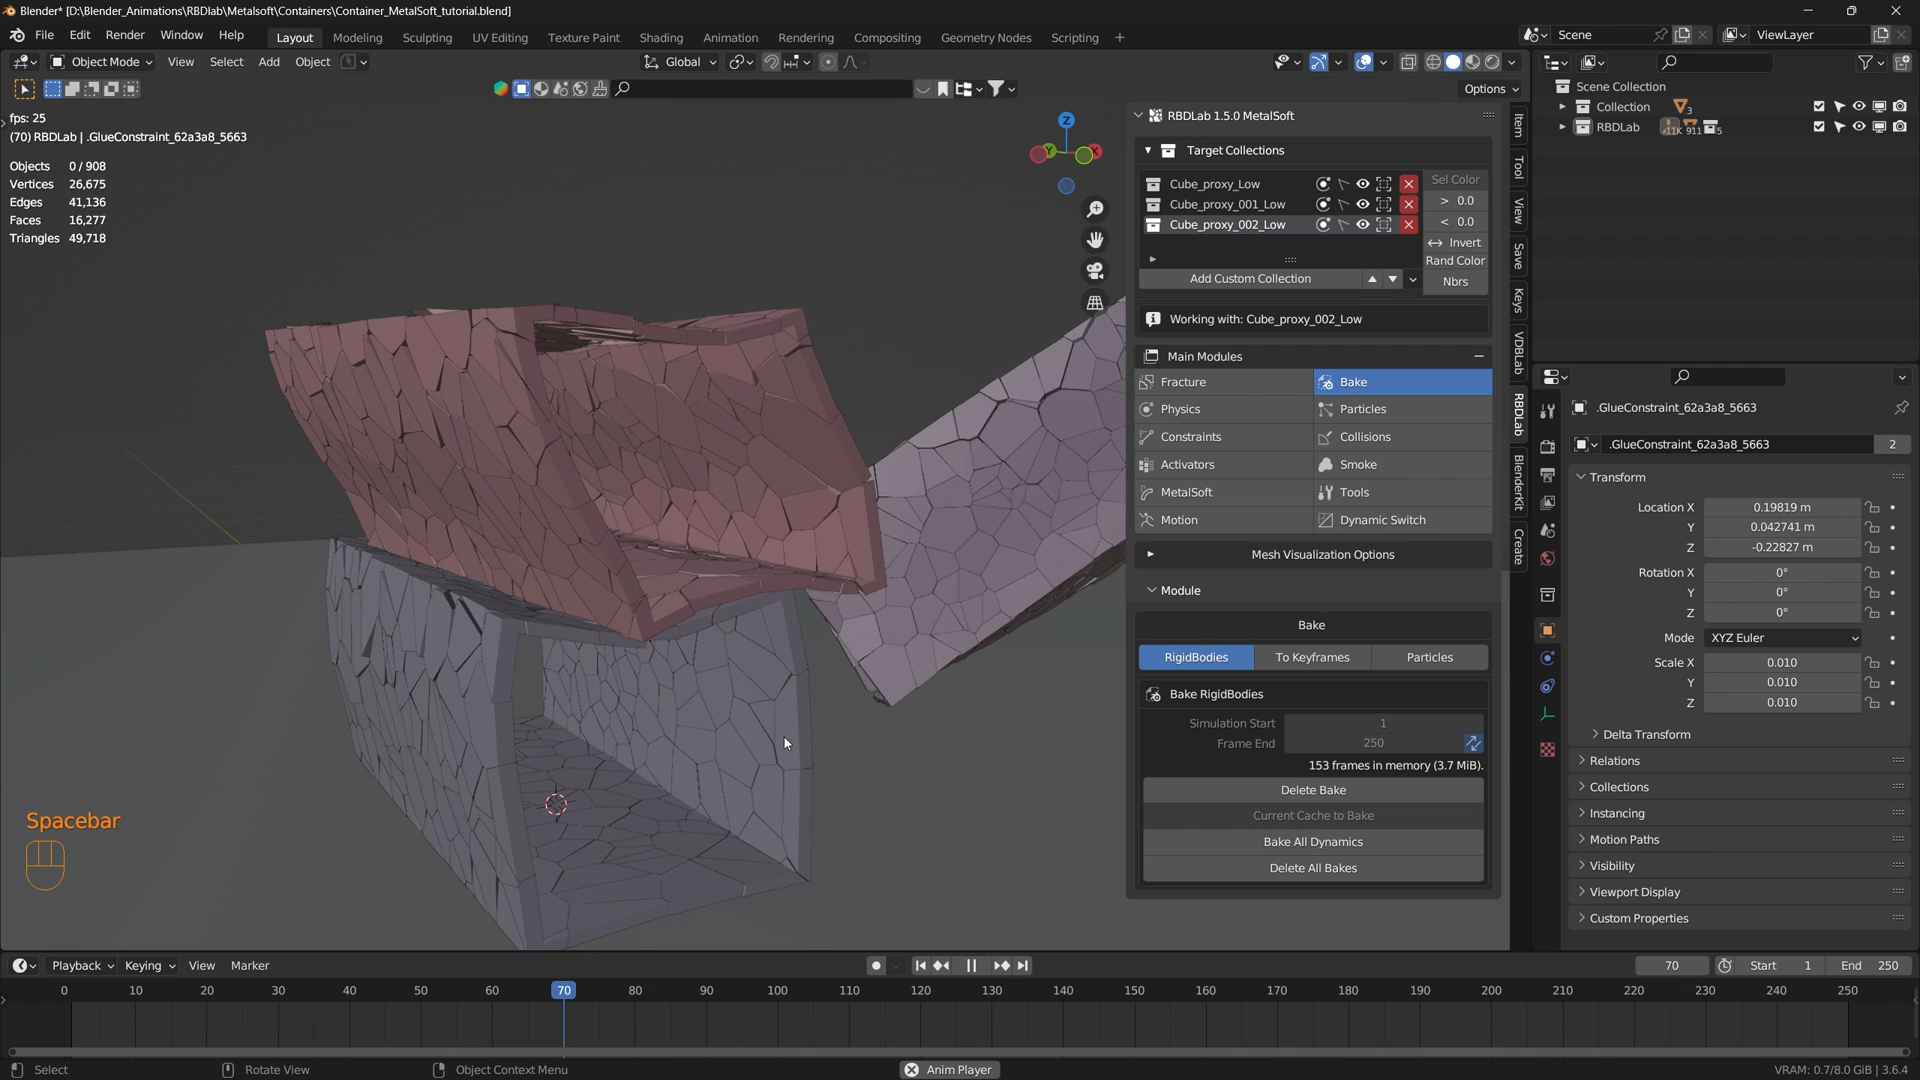 Blender* [D:\Blender_Animations\RBDlab\Metalsoft\Containers\Container_MetalSoft_tutorial.blend]
File Edit Render Window Help Layout Modeling Sculpting UV Editing Texture Paint Shading Animation Rendering Compositing Geometry Nodes Scripting + Scene ViewLayer
Object Mode View Select Add Object Global
Options
fps: 25
(70) RBDLab | .GlueConstraint_62a3a8_5663
Objects 0 / 908
Vertices 26,675
Edges 41,136
Faces 16,277
Triangles 49,718
Z
Y
X
RBDLab 1.5.0 MetalSoft
Target Collections
Cube_proxy_Low
Cube_proxy_001_Low
Cube_proxy_002_Low
Sel Color
> 0.0
< 0.0
Invert
Rand Color
Nbrs
Add Custom Collection
Working with: Cube_proxy_002_Low
Main Modules
Fracture Bake
Physics Particles
Constraints Collisions
Activators Smoke
MetalSoft Tools
Motion Dynamic Switch
Mesh Visualization Options
Module
Bake
RigidBodies To Keyframes Particles
Bake RigidBodies
Simulation Start 1
Frame End 250
153 frames in memory (3.7 MiB).
Delete Bake
Current Cache to Bake
Bake All Dynamics
Delete All Bakes
Item
Tool
View
Save
Keys
VDBLab
RBDLab
BlenderKit
Create
Scene Collection
Collection 3
RBDLab 11K 911 5
.GlueConstraint_62a3a8_5663
.GlueConstraint_62a3a8_5663 2
Transform
Location X 0.19819 m
Y 0.042741 m
Z -0.22827 m
Rotation X 0°
Y 0°
Z 0°
Mode XYZ Euler
Scale X 0.010
Y 0.010
Z 0.010
Delta Transform
Relations
Collections
Instancing
Motion Paths
Visibility
Viewport Display
Custom Properties
Spacebar
Playback Keying View Marker 70 Start 1 End 250
0 10 20 30 40 50 60 70 80 90 100 110 120 130 140 150 160 170 180 190 200 210 220 230 240 250
Select Rotate View Object Context Menu Anim Player VRAM: 0.7/8.0 GiB | 3.6.4